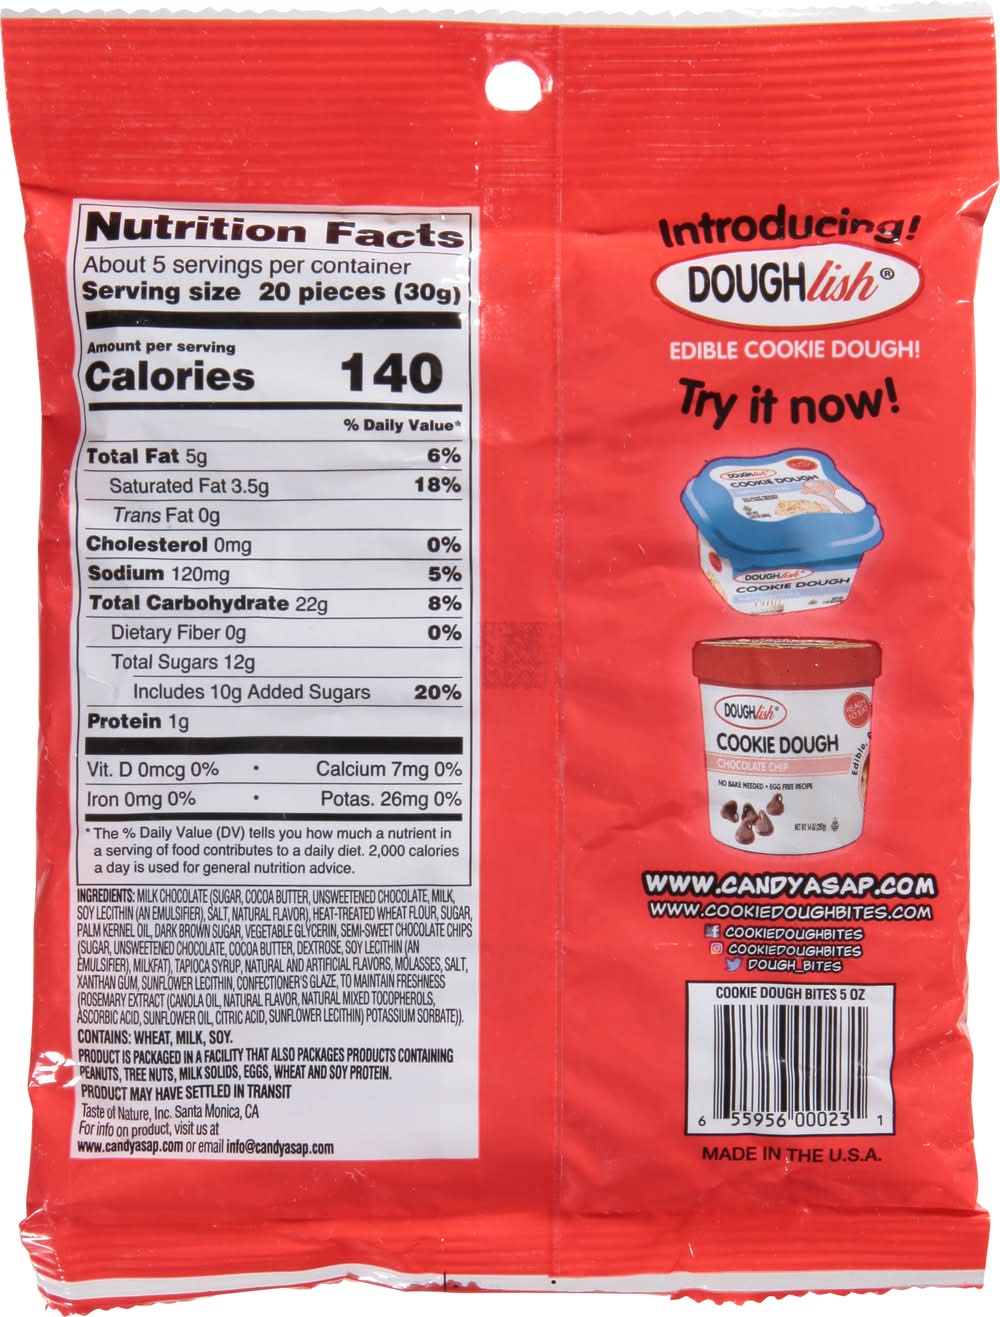 Nutrition Facts
About 5 servings per container
Serving size 20 pieces (30g)
Amount per serving
Calories 140
% Daily Value*
Total Fat 5g 6%
Saturated Fat 3.5g 18%
Trans Fat 0g
Cholesterol 0mg 0%
Sodium 120mg 5%
Total Carbohydrate 22g 8%
Dietary Fiber 0g 0%
Total Sugars 12g
Includes 10g Added Sugars 20%
Protein 1g
Vit. D 0mcg 0% • Calcium 7mg 0%
Iron 0mg 0% • Potas. 26mg 0%
* The % Daily Value (DV) tells you how much a nutrient in
a serving of food contributes to a daily diet. 2,000 calories
a day is used for general nutrition advice.
INGREDIENTS: MILK CHOCOLATE (SUGAR, COCOA BUTTER, UNSWEETENED CHOCOLATE, MILK,
SOY LECITHIN (AN EMULSIFIER), SALT, NATURAL FLAVOR), HEAT-TREATED WHEAT FLOUR, SUGAR,
PALM KERNEL OIL, DARK BROWN SUGAR, VEGETABLE GLYCERIN, SEMI-SWEET CHOCOLATE CHIPS
(SUGAR, UNSWEETENED CHOCOLATE, COCOA BUTTER, DEXTROSE, SOY LECITHIN (AN
EMULSIFIER), MILKFAT), TAPIOCA SYRUP, NATURAL AND ARTIFICIAL FLAVORS, MOLASSES, SALT,
XANTHAN GUM, SUNFLOWER LECITHIN, CONFECTIONER'S GLAZE, TO MAINTAIN FRESHNESS
(ROSEMARY EXTRACT (CANOLA OIL, NATURAL FLAVOR, NATURAL MIXED TOCOPHEROLS,
ASCORBIC ACID, SUNFLOWER OIL, CITRIC ACID, SUNFLOWER LECITHIN) POTASSIUM SORBATE)).
CONTAINS: WHEAT, MILK, SOY.
PRODUCT IS PACKAGED IN A FACILITY THAT ALSO PACKAGES PRODUCTS CONTAINING
PEANUTS, TREE NUTS, MILK SOLIDS, EGGS, WHEAT AND SOY PROTEIN.
PRODUCT MAY HAVE SETTLED IN TRANSIT
Taste of Nature, Inc. Santa Monica, CA
For info on product, visit us at
www.candyasap.com or email info@candyasap.com
Introducing!
DOUGHlish®
EDIBLE COOKIE DOUGH!
Try it now!
DOUGHlish
COOKIE DOUGH
DOUGHlish
COOKIE DOUGH
DOUGHlish®
READY
TO EAT
COOKIE DOUGH
CHOCOLATE CHIP
Edible,
NO BAKE NEEDED • EGG FREE RECIPE
NET WT 14 OZ
WWW.CANDYASAP.COM
WWW.COOKIEDOUGHBITES.COM
COOKIEDOUGHBITES
COOKIEDOUGHBITES
DOUGH_BITES
COOKIE DOUGH BITES 5 OZ
6 55956 00023 1
MADE IN THE U.S.A.